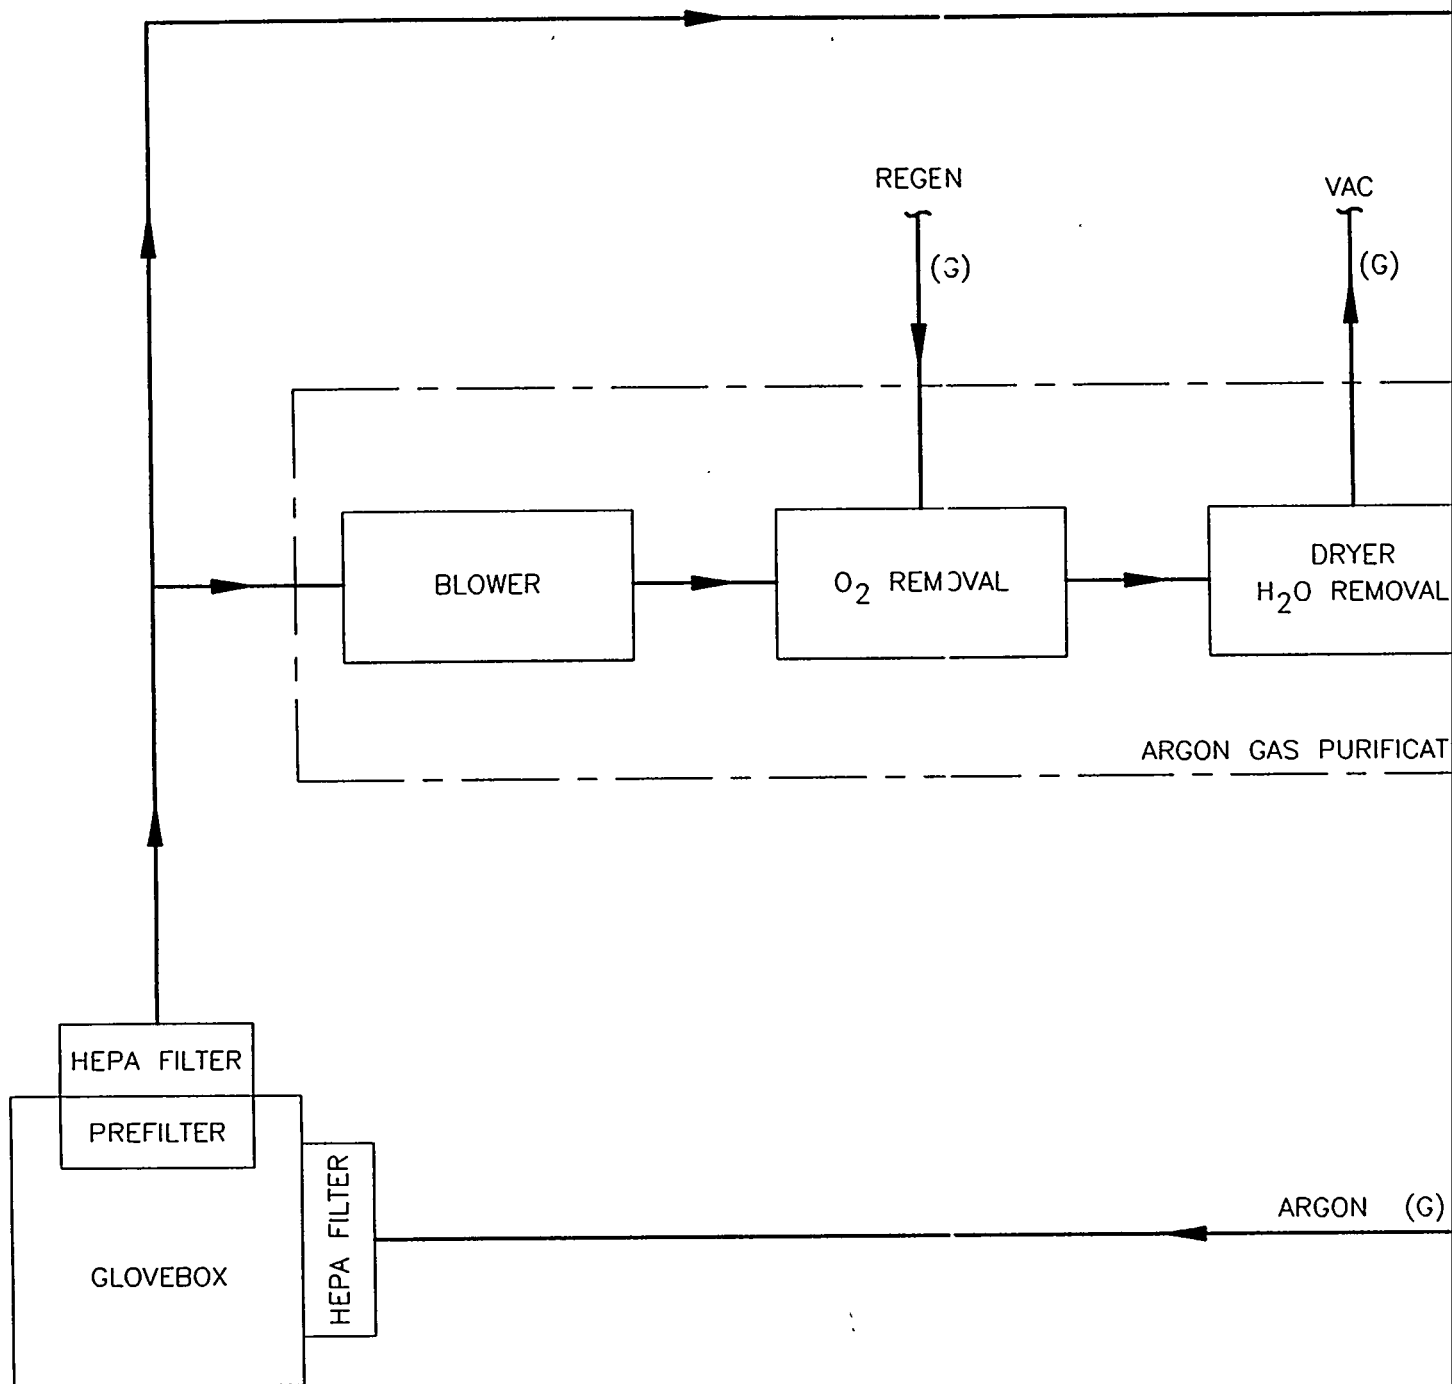 REGEN
VAC
(G)
(G)
BLOWER
O2 REMOVAL
DRYER
H2O REMOVAL
ARGON GAS PURIFICAT
HEPA FILTER
PREFILTER
HEPA FILTER
ARGON (G)
GLOVEBOX